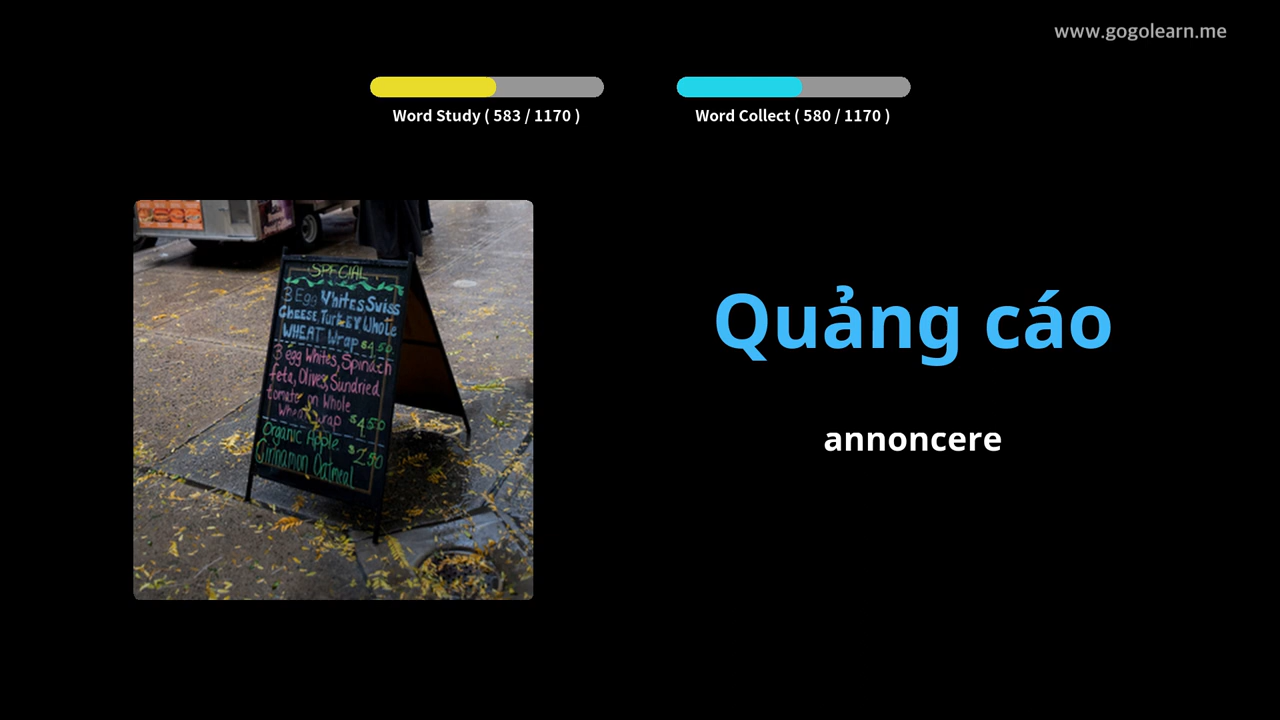 www.gogolearn.me
Word Study ( 583 / 1170 )
Word Collect ( 580 / 1170 )
SPECIAL
3 Egg Whites, Swiss
Cheese, Turkey Whole
WHEAT Wrap $4.50
3 egg Whites, Spinach
feta, Olives, Sundried
tomato on Whole
Wheat Wrap $4.50
Organic Apple
Cinnamon Oatmeal $2.50
Quảng cáo
annoncere